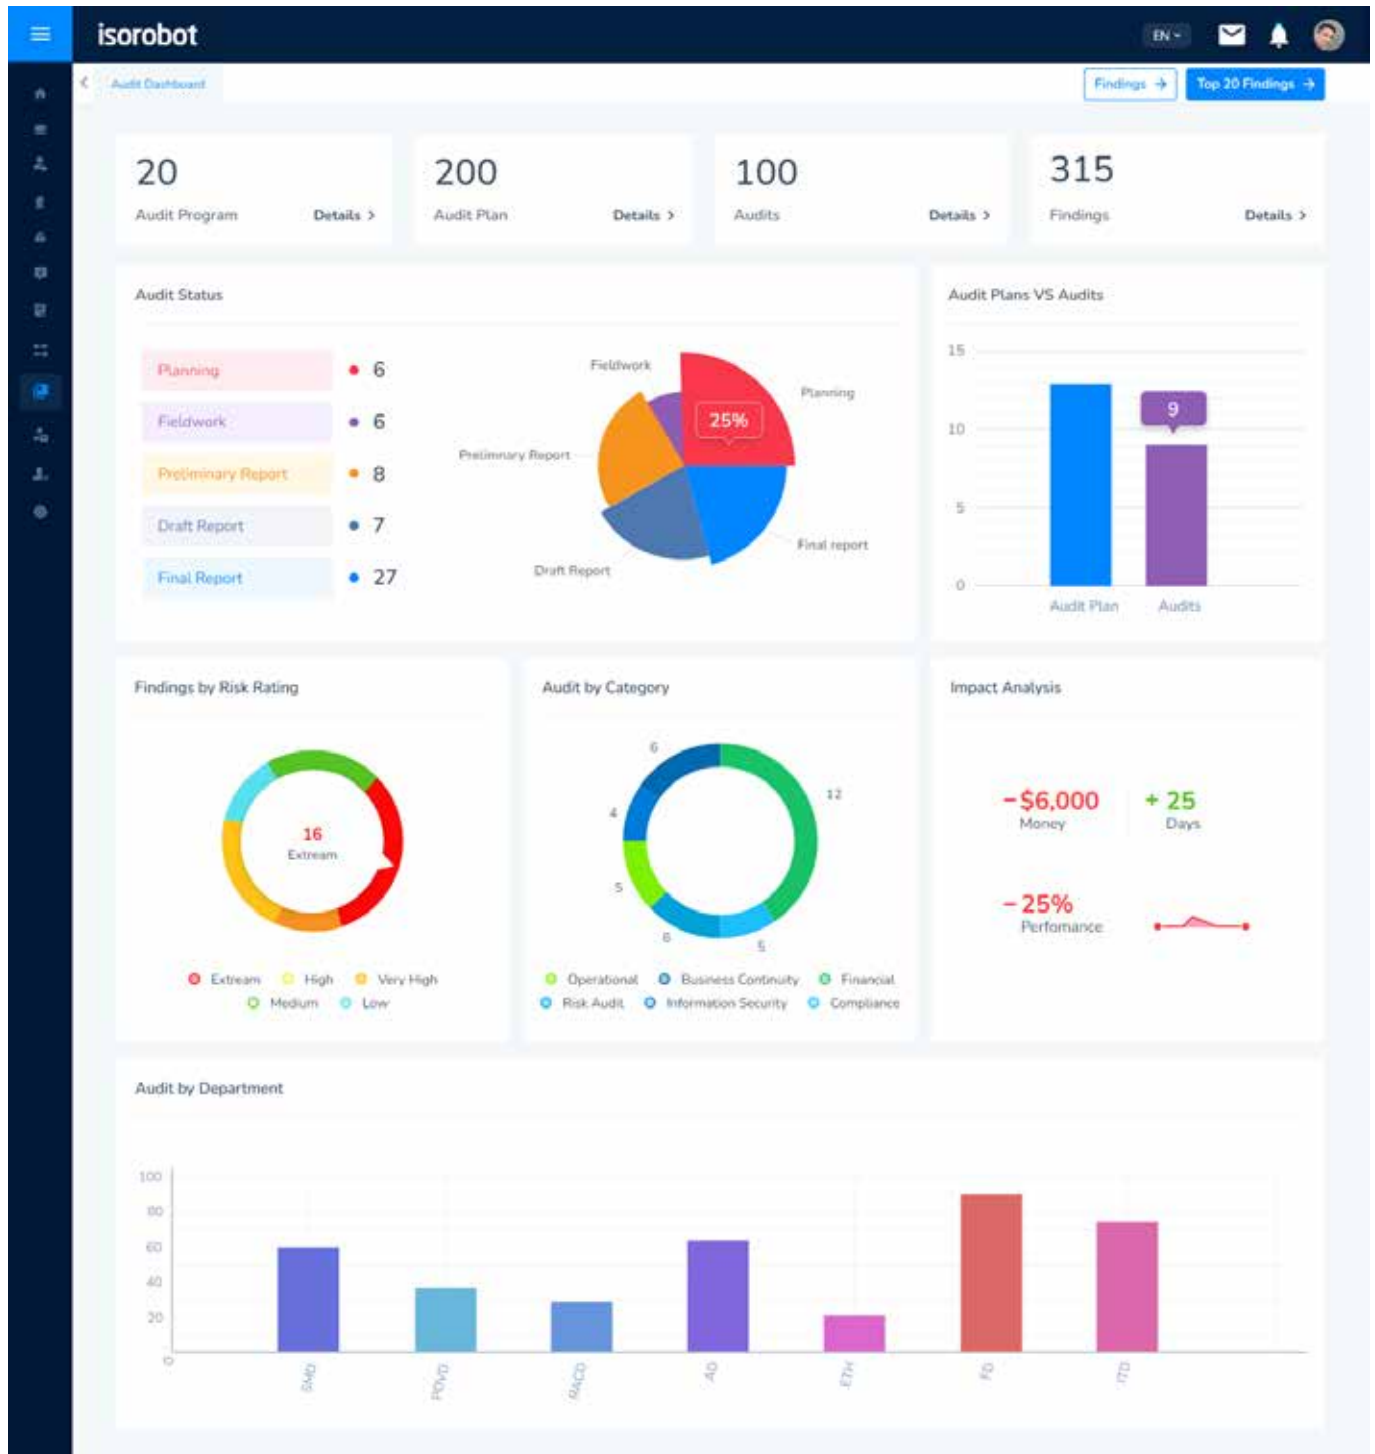 isorobot
EN
Audit Dashboard
Findings →
Top 20 Findings →
20
Audit Program
Details >
200
Audit Plan
Details >
100
Audits
Details >
315
Findings
Details >
Audit Status
Planning
6
Fieldwork
6
Preliminary Report
8
Draft Report
7
Final Report
27
Fieldwork
Planning
25%
Prelimnary Report
Final report
Draft Report
Audit Plans VS Audits
15
10
5
0
9
Audit Plan
Audits
Findings by Risk Rating
16
Extream
Extream
High
Very High
Medium
Low
Audit by Category
6
12
4
5
6
5
Operational
Business Continuity
Financial
Risk Audit
Information Security
Compliance
Impact Analysis
-$6,000
Money
+ 25
Days
-25%
Perfomance
Audit by Department
100
80
60
40
20
0
SMD
POVD
RACD
AD
ETH
FD
ITD